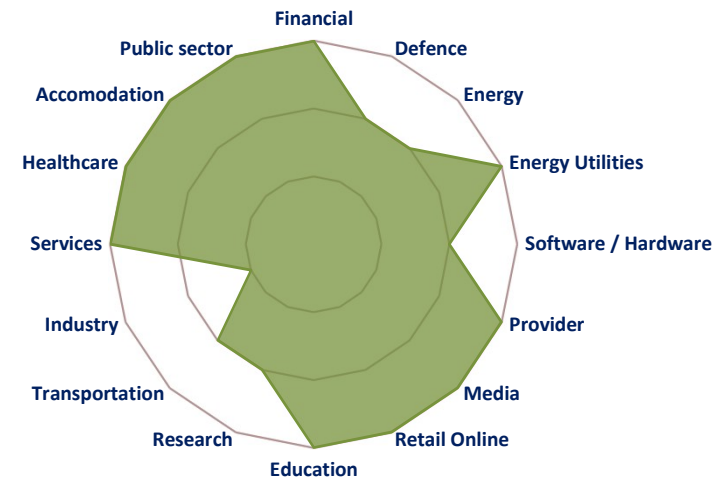 Financial
Public sector
Defence
Accomodation
Energy
Healthcare
Energy Utilities
Services
Software / Hardware
Industry
Provider
Transportation
Media
Research
Retail Online
Education